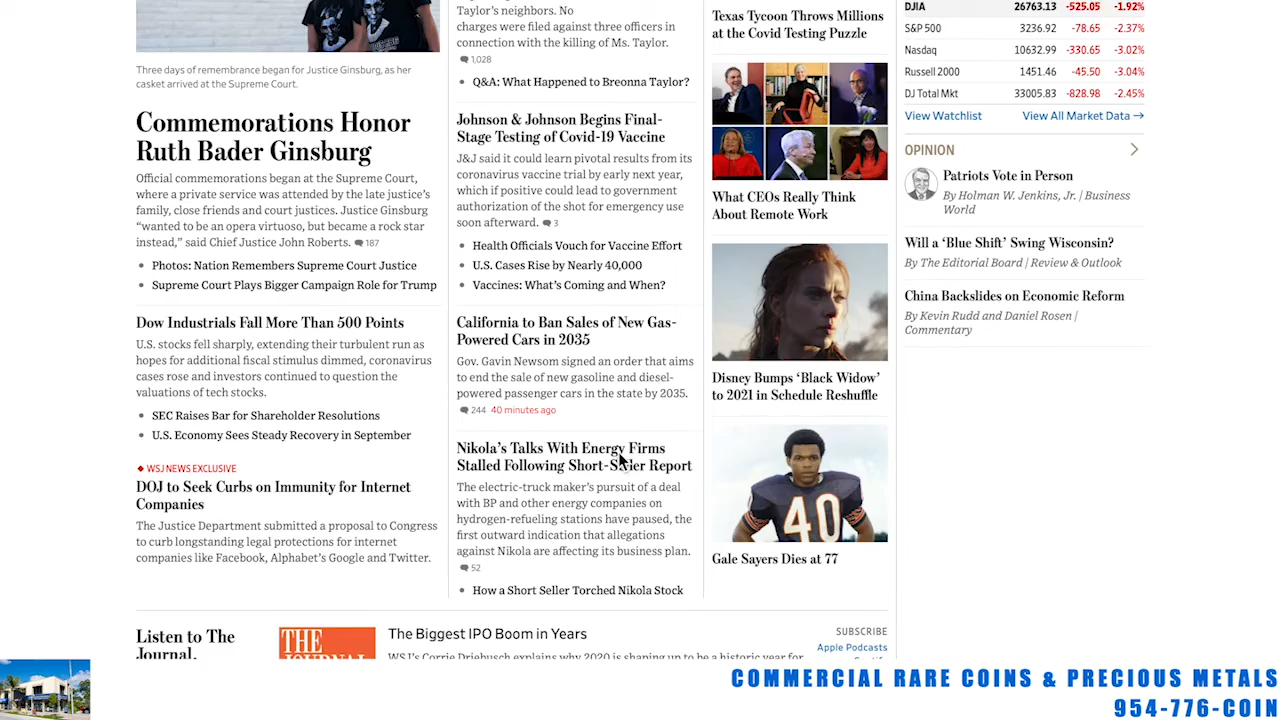 Three days of remembrance began for Justice Ginsburg, as her
casket arrived at the Supreme Court.
Commemorations Honor
Ruth Bader Ginsburg
Official commemorations began at the Supreme Court,
where a private service was attended by the late justice's
family, close friends and court justices. Justice Ginsburg
“wanted to be an opera virtuoso, but became a rock star
instead,” said Chief Justice John Roberts. 187
• Photos: Nation Remembers Supreme Court Justice
• Supreme Court Plays Bigger Campaign Role for Trump
Dow Industrials Fall More Than 500 Points
U.S. stocks fell sharply, extending their turbulent run as
hopes for additional fiscal stimulus dimmed, coronavirus
cases rose and investors continued to question the
valuations of tech stocks.
• SEC Raises Bar for Shareholder Resolutions
• U.S. Economy Sees Steady Recovery in September
◆ WSJ NEWS EXCLUSIVE
DOJ to Seek Curbs on Immunity for Internet
Companies
The Justice Department submitted a proposal to Congress
to curb longstanding legal protections for internet
companies like Facebook, Alphabet's Google and Twitter.
Taylor's neighbors. No
charges were filed against three officers in
connection with the killing of Ms. Taylor.
1,028
• Q&A: What Happened to Breonna Taylor?
Johnson & Johnson Begins Final-
Stage Testing of Covid-19 Vaccine
J&J said it could learn pivotal results from its
coronavirus vaccine trial by early next year,
which if positive could lead to government
authorization of the shot for emergency use
soon afterward. 3
• Health Officials Vouch for Vaccine Effort
• U.S. Cases Rise by Nearly 40,000
• Vaccines: What's Coming and When?
California to Ban Sales of New Gas-
Powered Cars in 2035
Gov. Gavin Newsom signed an order that aims
to end the sale of new gasoline and diesel-
powered passenger cars in the state by 2035.
244 40 minutes ago
Nikola's Talks With Energy Firms
Stalled Following Short-Seller Report
The electric-truck maker's pursuit of a deal
with BP and other energy companies on
hydrogen-refueling stations have paused, the
first outward indication that allegations
against Nikola are affecting its business plan.
52
• How a Short Seller Torched Nikola Stock
Texas Tycoon Throws Millions
at the Covid Testing Puzzle
What CEOs Really Think
About Remote Work
Disney Bumps ‘Black Widow’
to 2021 in Schedule Reshuffle
40
Gale Sayers Dies at 77
DJIA 26763.13 -525.05 -1.92%
S&P 500 3236.92 -78.65 -2.37%
Nasdaq 10632.99 -330.65 -3.02%
Russell 2000 1451.46 -45.50 -3.04%
DJ Total Mkt 33005.83 -828.98 -2.45%
View Watchlist View All Market Data →
OPINION
Patriots Vote in Person
By Holman W. Jenkins, Jr. | Business
World
Will a ‘Blue Shift’ Swing Wisconsin?
By The Editorial Board | Review & Outlook
China Backslides on Economic Reform
By Kevin Rudd and Daniel Rosen |
Commentary
Listen to The
Journal.
THE
JOURNAL
The Biggest IPO Boom in Years
WSJ's Corrie Driebusch explains why 2020 is shaping up to be a historic year for
SUBSCRIBE
Apple Podcasts
COMMERCIAL RARE COINS & PRECIOUS METALS
954-776-COIN